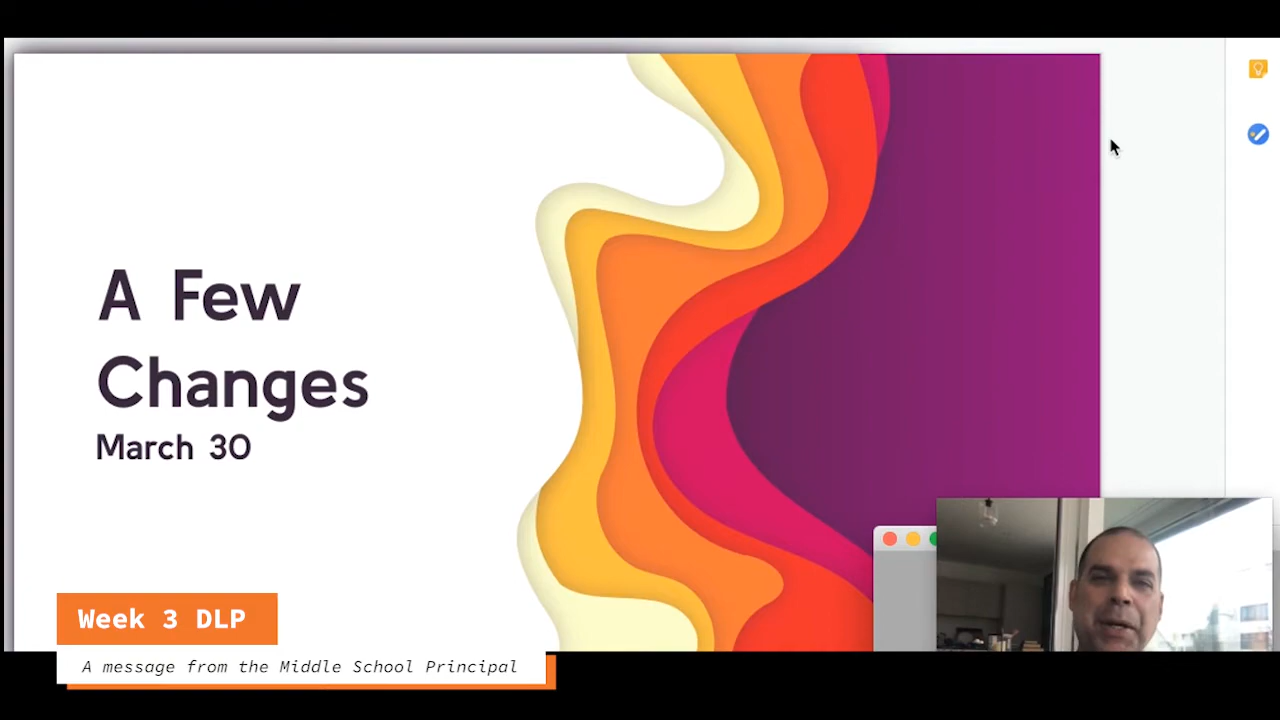 A Few
Changes
March 30
Week 3 DLP
A message from the Middle School Principal